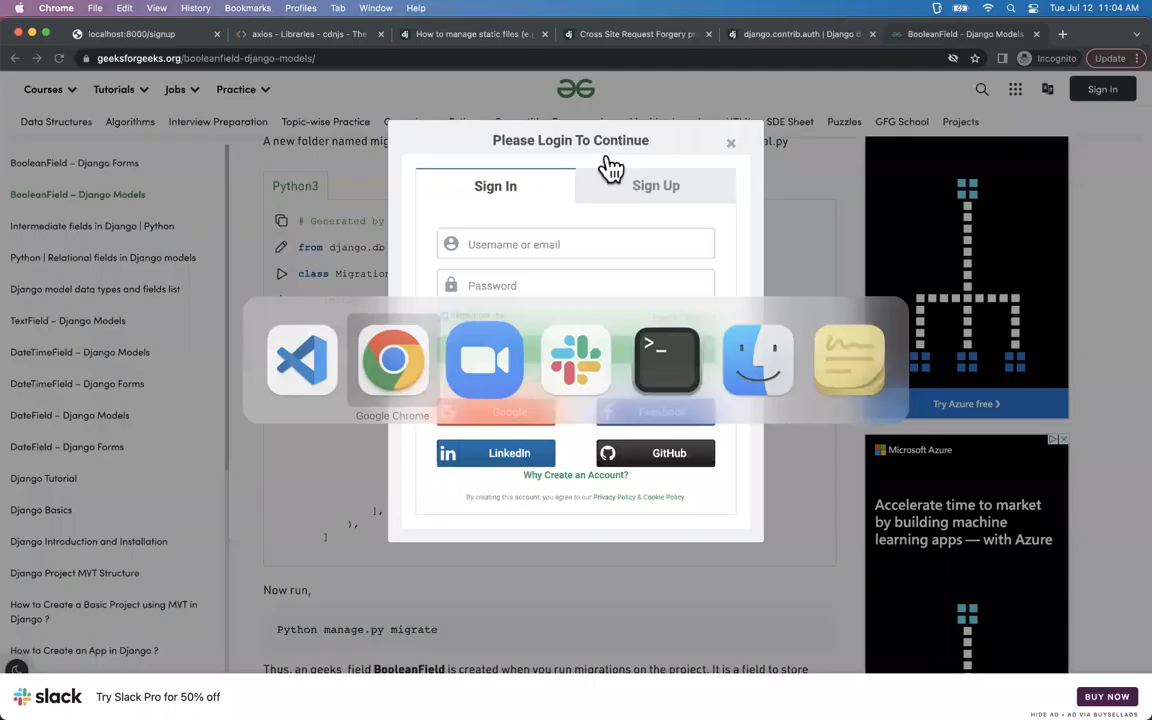 Chrome File Edit View History Bookmarks Profiles Tab Window Help Tue Jul 12 11:04 AM
localhost:8000/signup
axios - Libraries - cdnjs - The
How to manage static files (e.
Cross Site Request Forgery pr
django.contrib.auth | Django d
BooleanField - Django Models
geeksforgeeks.org/booleanfield-django-models/
Incognito
Update
Courses
Tutorials
Jobs
Practice
Sign In
Data Structures
Algorithms
Interview Preparation
Topic-wise Practice
SDE Sheet
Puzzles
GFG School
Projects
A new folder named mig
el.py
BooleanField – Django Forms
BooleanField – Django Models
Intermediate fields in Django | Python
Python | Relational fields in Django models
Django model data types and fields list
TextField – Django Models
DateTimeField – Django Models
DateTimeField – Django Forms
DateField – Django Models
DateField – Django Forms
Django Tutorial
Django Basics
Django Introduction and Installation
Django Project MVT Structure
How to Create a Basic Project using MVT in
Django ?
How to Create an App in Django ?
Python3
# Generated by
from django.db
class Migration
],
),
]
Please Login To Continue
×
Sign In
Sign Up
Username or email
Password
Google Chrome
Google
Facebook
in LinkedIn
GitHub
Why Create an Account?
By creating this account, you agree to our Privacy Policy & Cookie Policy.
Now run,
Python manage.py migrate
Thus, an geeks_field BooleanField is created when you run migrations on the project. It is a field to store
Try Azure free
Microsoft Azure
Accelerate time to market
by building machine
learning apps — with Azure
slack
Try Slack Pro for 50% off
BUY NOW
HIDE AD • AD VIA BUYSELLADS